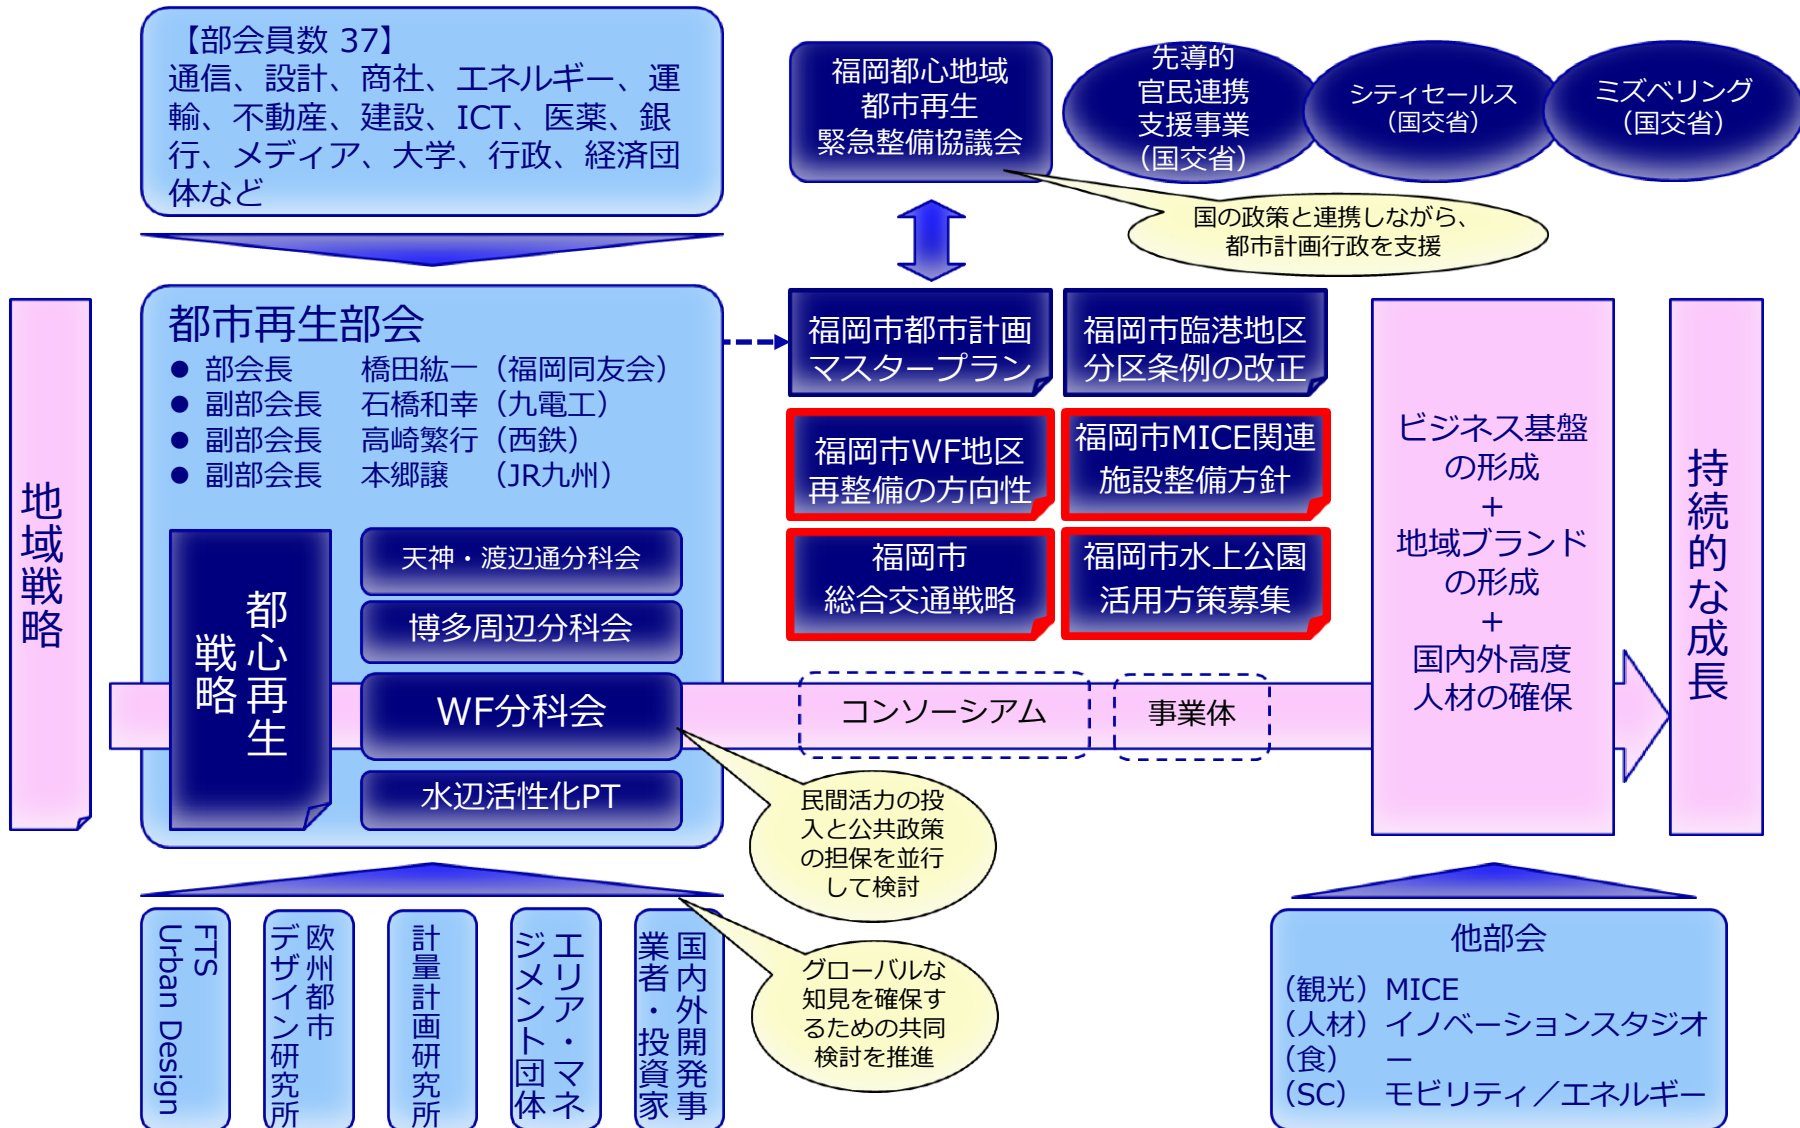 【部会員数 37】
通信、設計、商社、エネルギー、運
輸、不動産、建設、ICT、医薬、銀
行、メディア、大学、行政、経済団
体など
福岡都心地域
都市再生
緊急整備協議会
先導的
官民連携
支援事業
（国交省）
シティセールス
（国交省）
ミズベリング
（国交省）
国の政策と連携しながら、
都市計画行政を支援
地域戦略
都市再生部会
● 部会長 橋田紘一（福岡同友会）
● 副部会長 石橋和幸（九電工）
● 副部会長 高崎繁行（西鉄）
● 副部会長 本郷譲 （JR九州）
都心再生
戦略
天神・渡辺通分科会
博多周辺分科会
WF分科会
水辺活性化PT
福岡市都市計画
マスタープラン
福岡市臨港地区
分区条例の改正
福岡市WF地区
再整備の方向性
福岡市MICE関連
施設整備方針
福岡市
総合交通戦略
福岡市水上公園
活用方策募集
コンソーシアム
事業体
ビジネス基盤
の形成
+
地域ブランド
の形成
+
国内外高度
人材の確保
持続的な成長
民間活力の投
入と公共政策
の担保を並行
して検討
グローバルな
知見を確保す
るための共同
検討を推進
FTS
Urban Design
欧州都市
デザイン研究所
計量計画研究所
エリア・マネ
ジメント団体
国内外開発事
業者・投資家
他部会
（観光）MICE
（人材）イノベーションスタジオ
（食） ー
（SC） モビリティ／エネルギー